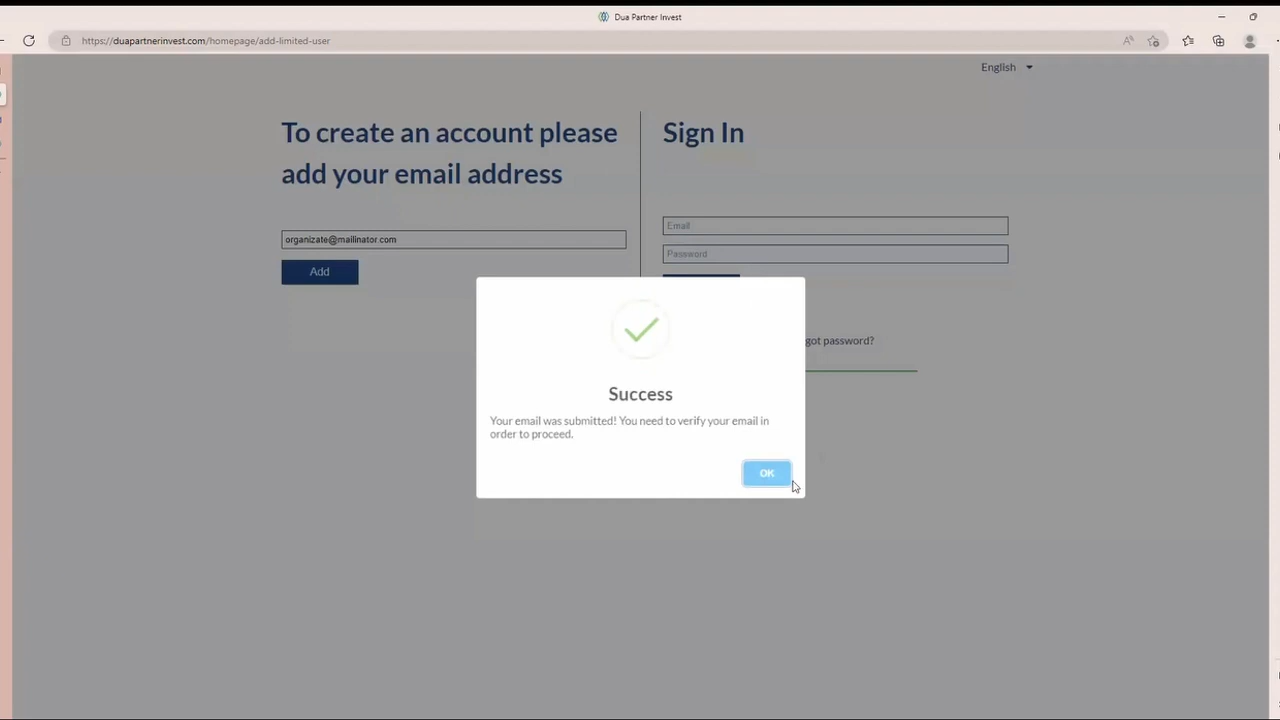 Dua Partner Invest
https://duapartnerinvest.com/homepage/add-limited-user
English
To create an account please
add your email address
organizate@mailinator.com
Add
Sign In
Email
Password
got password?
Success
Your email was submitted! You need to verify your email in
order to proceed.
OK